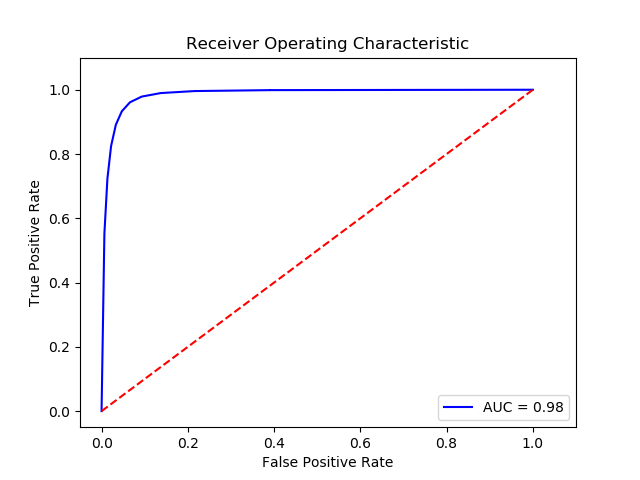 Receiver Operating Characteristic
1.0
0.8
0.6
0.4
0.2
0.0
True Positive Rate
AUC = 0.98
0.0 0.2 0.4 0.6 0.8 1.0
False Positive Rate